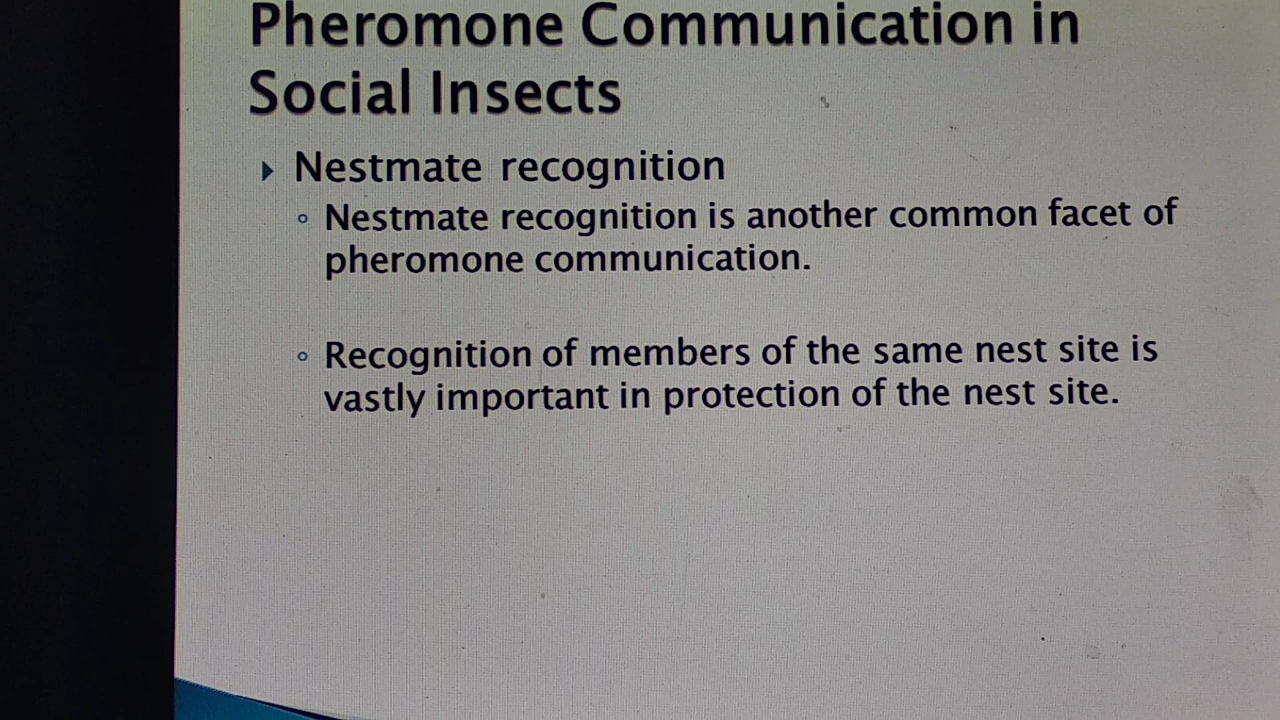 Pheromone Communication in
Social Insects
Nestmate recognition
Nestmate recognition is another common facet of
pheromone communication.
Recognition of members of the same nest site is
vastly important in protection of the nest site.